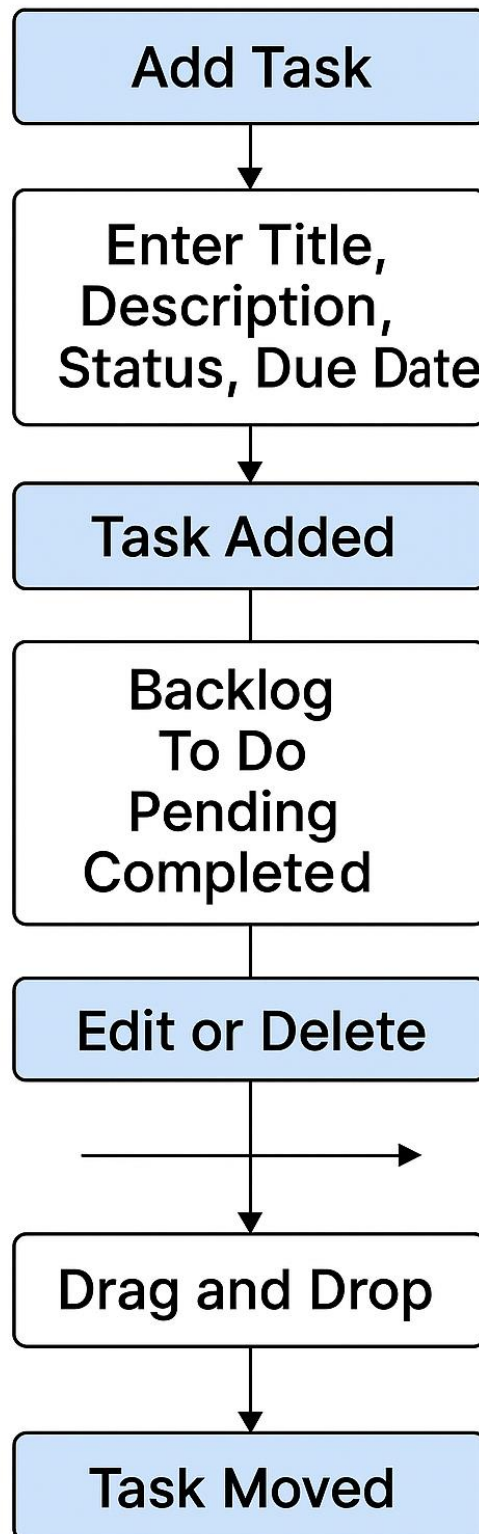 Add Task
Enter Title,
Description,
Status, Due Date
Task Added
Backlog
To Do
Pending
Completed
Edit or Delete
Drag and Drop
Task Moved